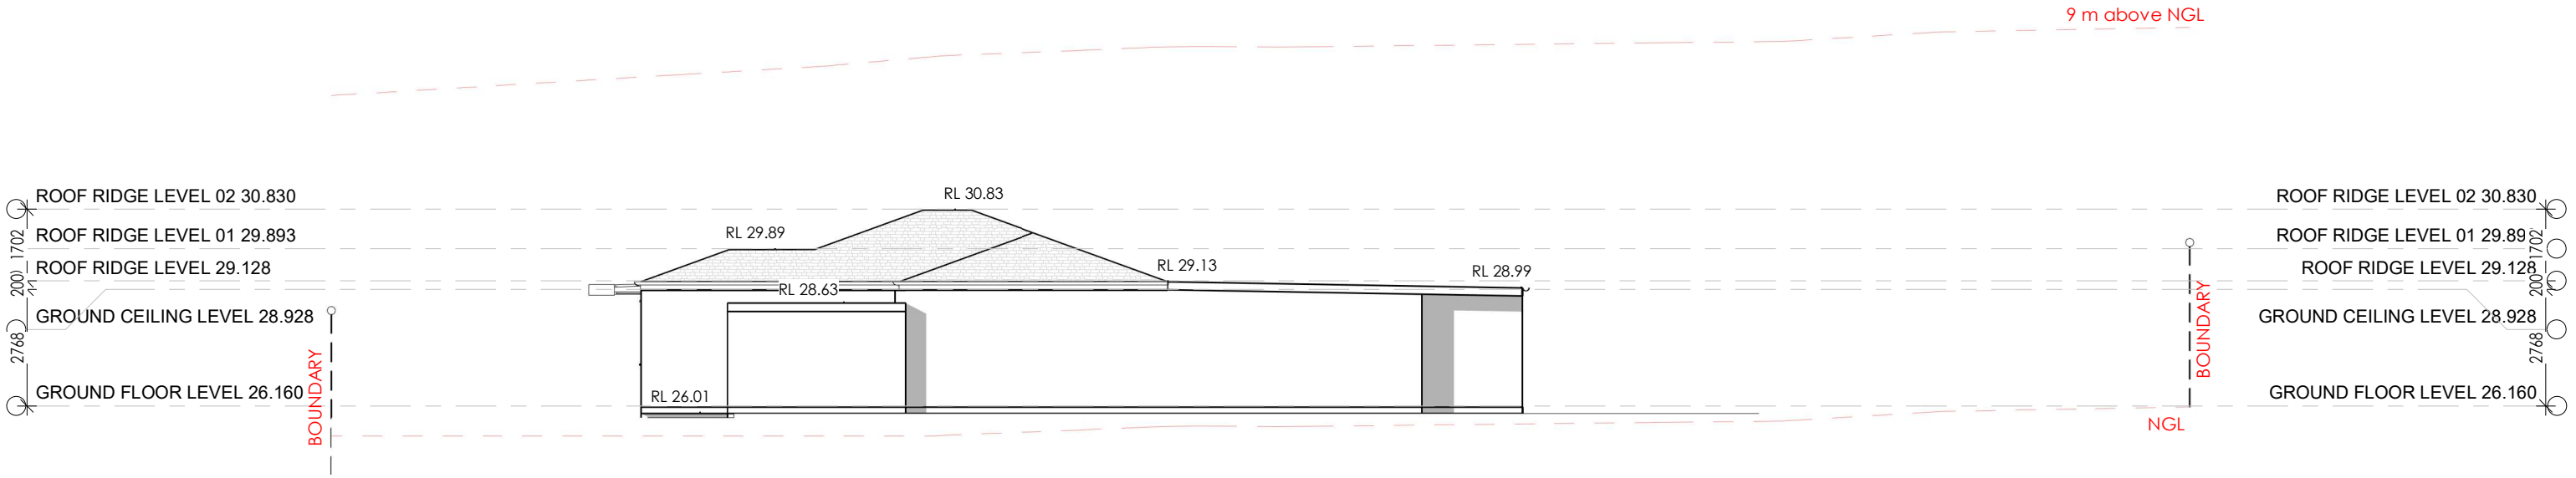 9 m above NGL
ROOF RIDGE LEVEL 02 30.830
RL 30.83
ROOF RIDGE LEVEL 02 30.830
ROOF RIDGE LEVEL 01 29.893
RL 29.89
ROOF RIDGE LEVEL 01 29.89
1702
1702
ROOF RIDGE LEVEL 29.128
RL 29.13
RL 28.99
ROOF RIDGE LEVEL 29.128
200
RL 28.63
200
GROUND CEILING LEVEL 28.928
GROUND CEILING LEVEL 28.928
2768
BOUNDARY
BOUNDARY
2768
GROUND FLOOR LEVEL 26.160
RL 26.01
GROUND FLOOR LEVEL 26.160
NGL